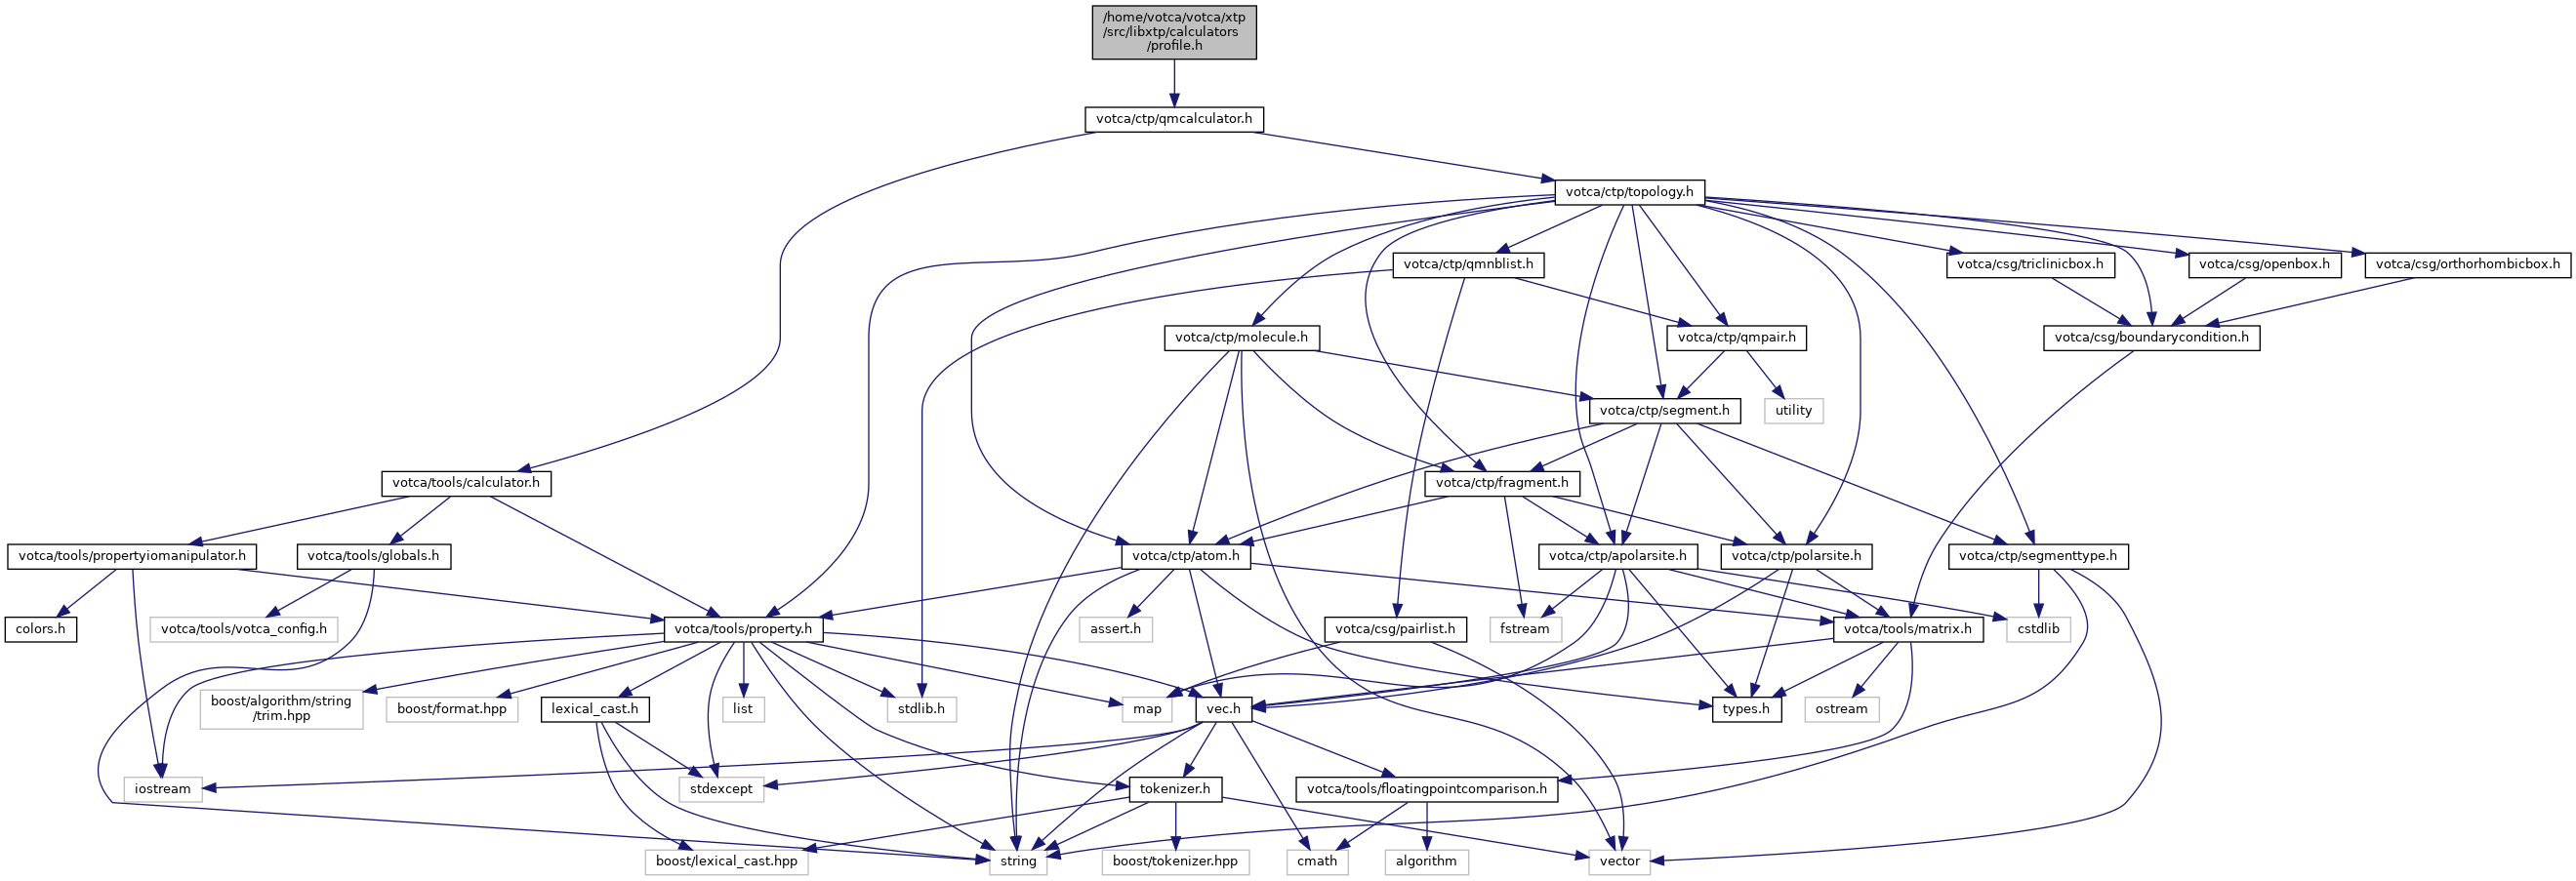 /home/votca/votca/xtp
/src/libxtp/calculators
/profile.h
votca/ctp/qmcalculator.h
votca/ctp/topology.h
votca/ctp/qmnblist.h
votca/csg/triclinicbox.h
votca/csg/openbox.h
votca/csg/orthorhombicbox.h
votca/ctp/molecule.h
votca/ctp/qmpair.h
votca/csg/boundarycondition.h
votca/ctp/segment.h
utility
votca/tools/calculator.h
votca/ctp/fragment.h
votca/tools/propertyiomanipulator.h
votca/tools/globals.h
votca/ctp/atom.h
votca/ctp/apolarsite.h
votca/ctp/polarsite.h
votca/ctp/segmenttype.h
colors.h
votca/tools/votca_config.h
votca/tools/property.h
assert.h
votca/csg/pairlist.h
fstream
votca/tools/matrix.h
cstdlib
boost/algorithm/string
/trim.hpp
boost/format.hpp
lexical_cast.h
list
stdlib.h
map
vec.h
types.h
ostream
iostream
stdexcept
tokenizer.h
votca/tools/floatingpointcomparison.h
boost/lexical_cast.hpp
string
boost/tokenizer.hpp
cmath
algorithm
vector